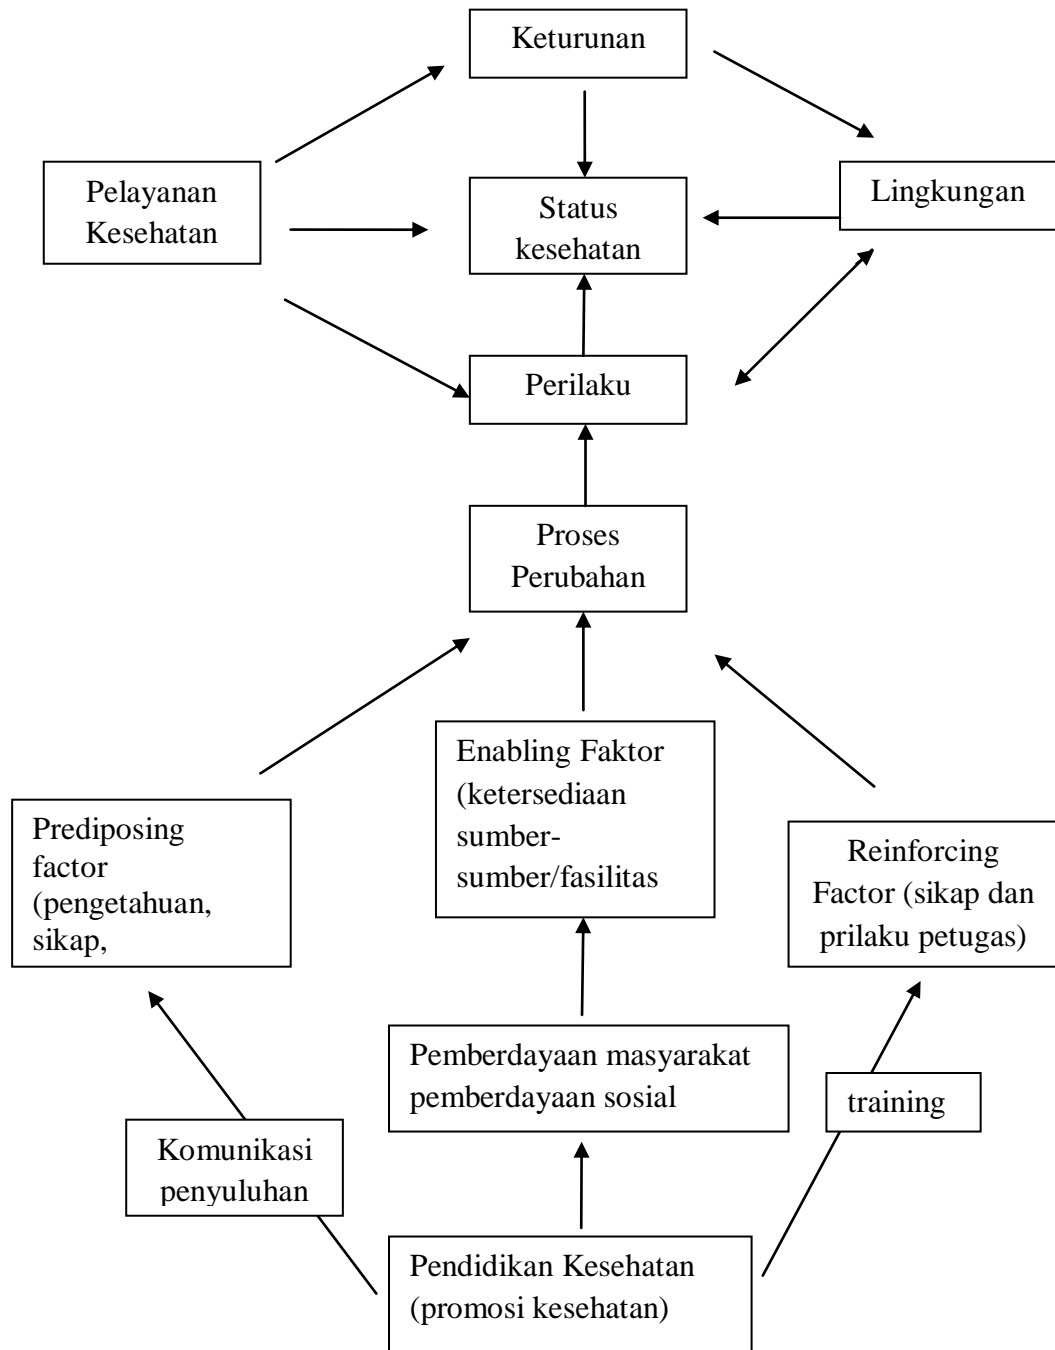 Keturunan
Pelayanan
Kesehatan
Status
kesehatan
Lingkungan
Perilaku
Proses
Perubahan
Enabling Faktor
(ketersediaan
sumber-
sumber/fasilitas
Prediposing
factor
(pengetahuan,
sikap,
Reinforcing
Factor (sikap dan
prilaku petugas)
Pemberdayaan masyarakat
pemberdayaan sosial
training
Komunikasi
penyuluhan
Pendidikan Kesehatan
(promosi kesehatan)